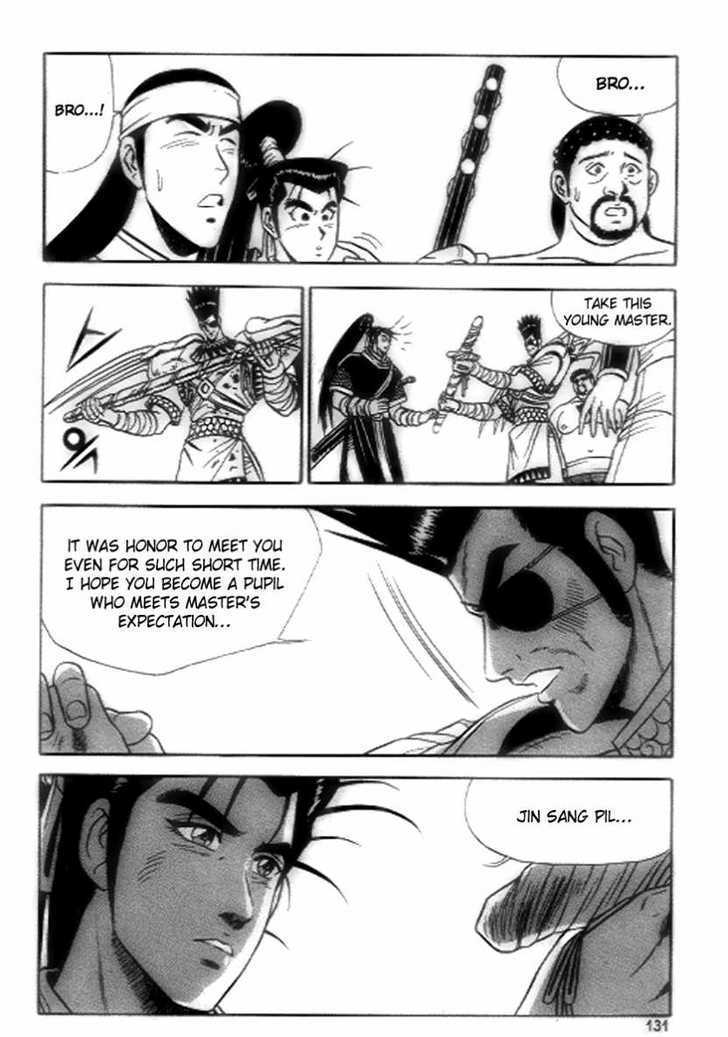 BRO...!
BRO...
TAKE THIS
YOUNG MASTER.
IT WAS HONOR TO MEET YOU
EVEN FOR SUCH SHORT TIME.
I HOPE YOU BECOME A PUPIL
WHO MEETS MASTER'S
EXPECTATION...
JIN SANG PIL...
131